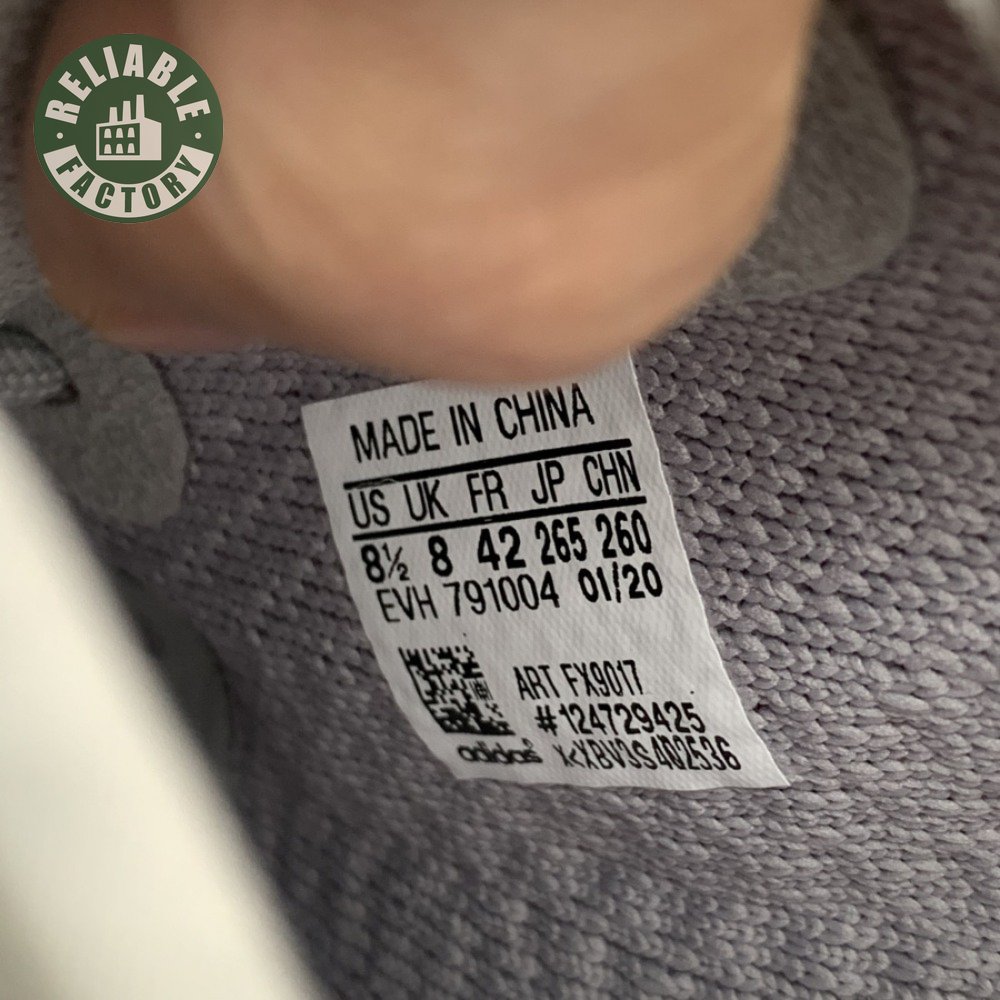 RELIABLE
FACTORY
MADE IN CHINA
US UK FR JP CHN
8½ 8 42 265 260
EVH 791004 01/20
ART FX9017
#124729425
adidas